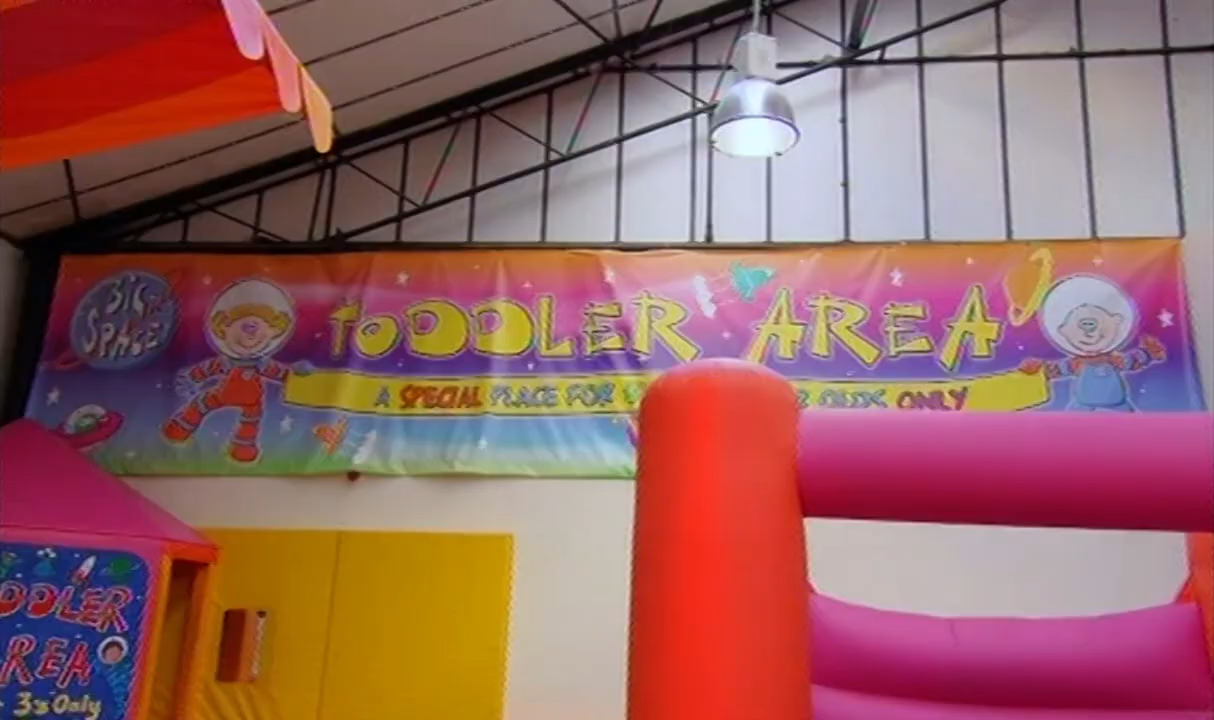 BIG
SPACE
TODDLER AREA
A SPECIAL PLACE FOR ONLY
ODDLER
REA
3's Only